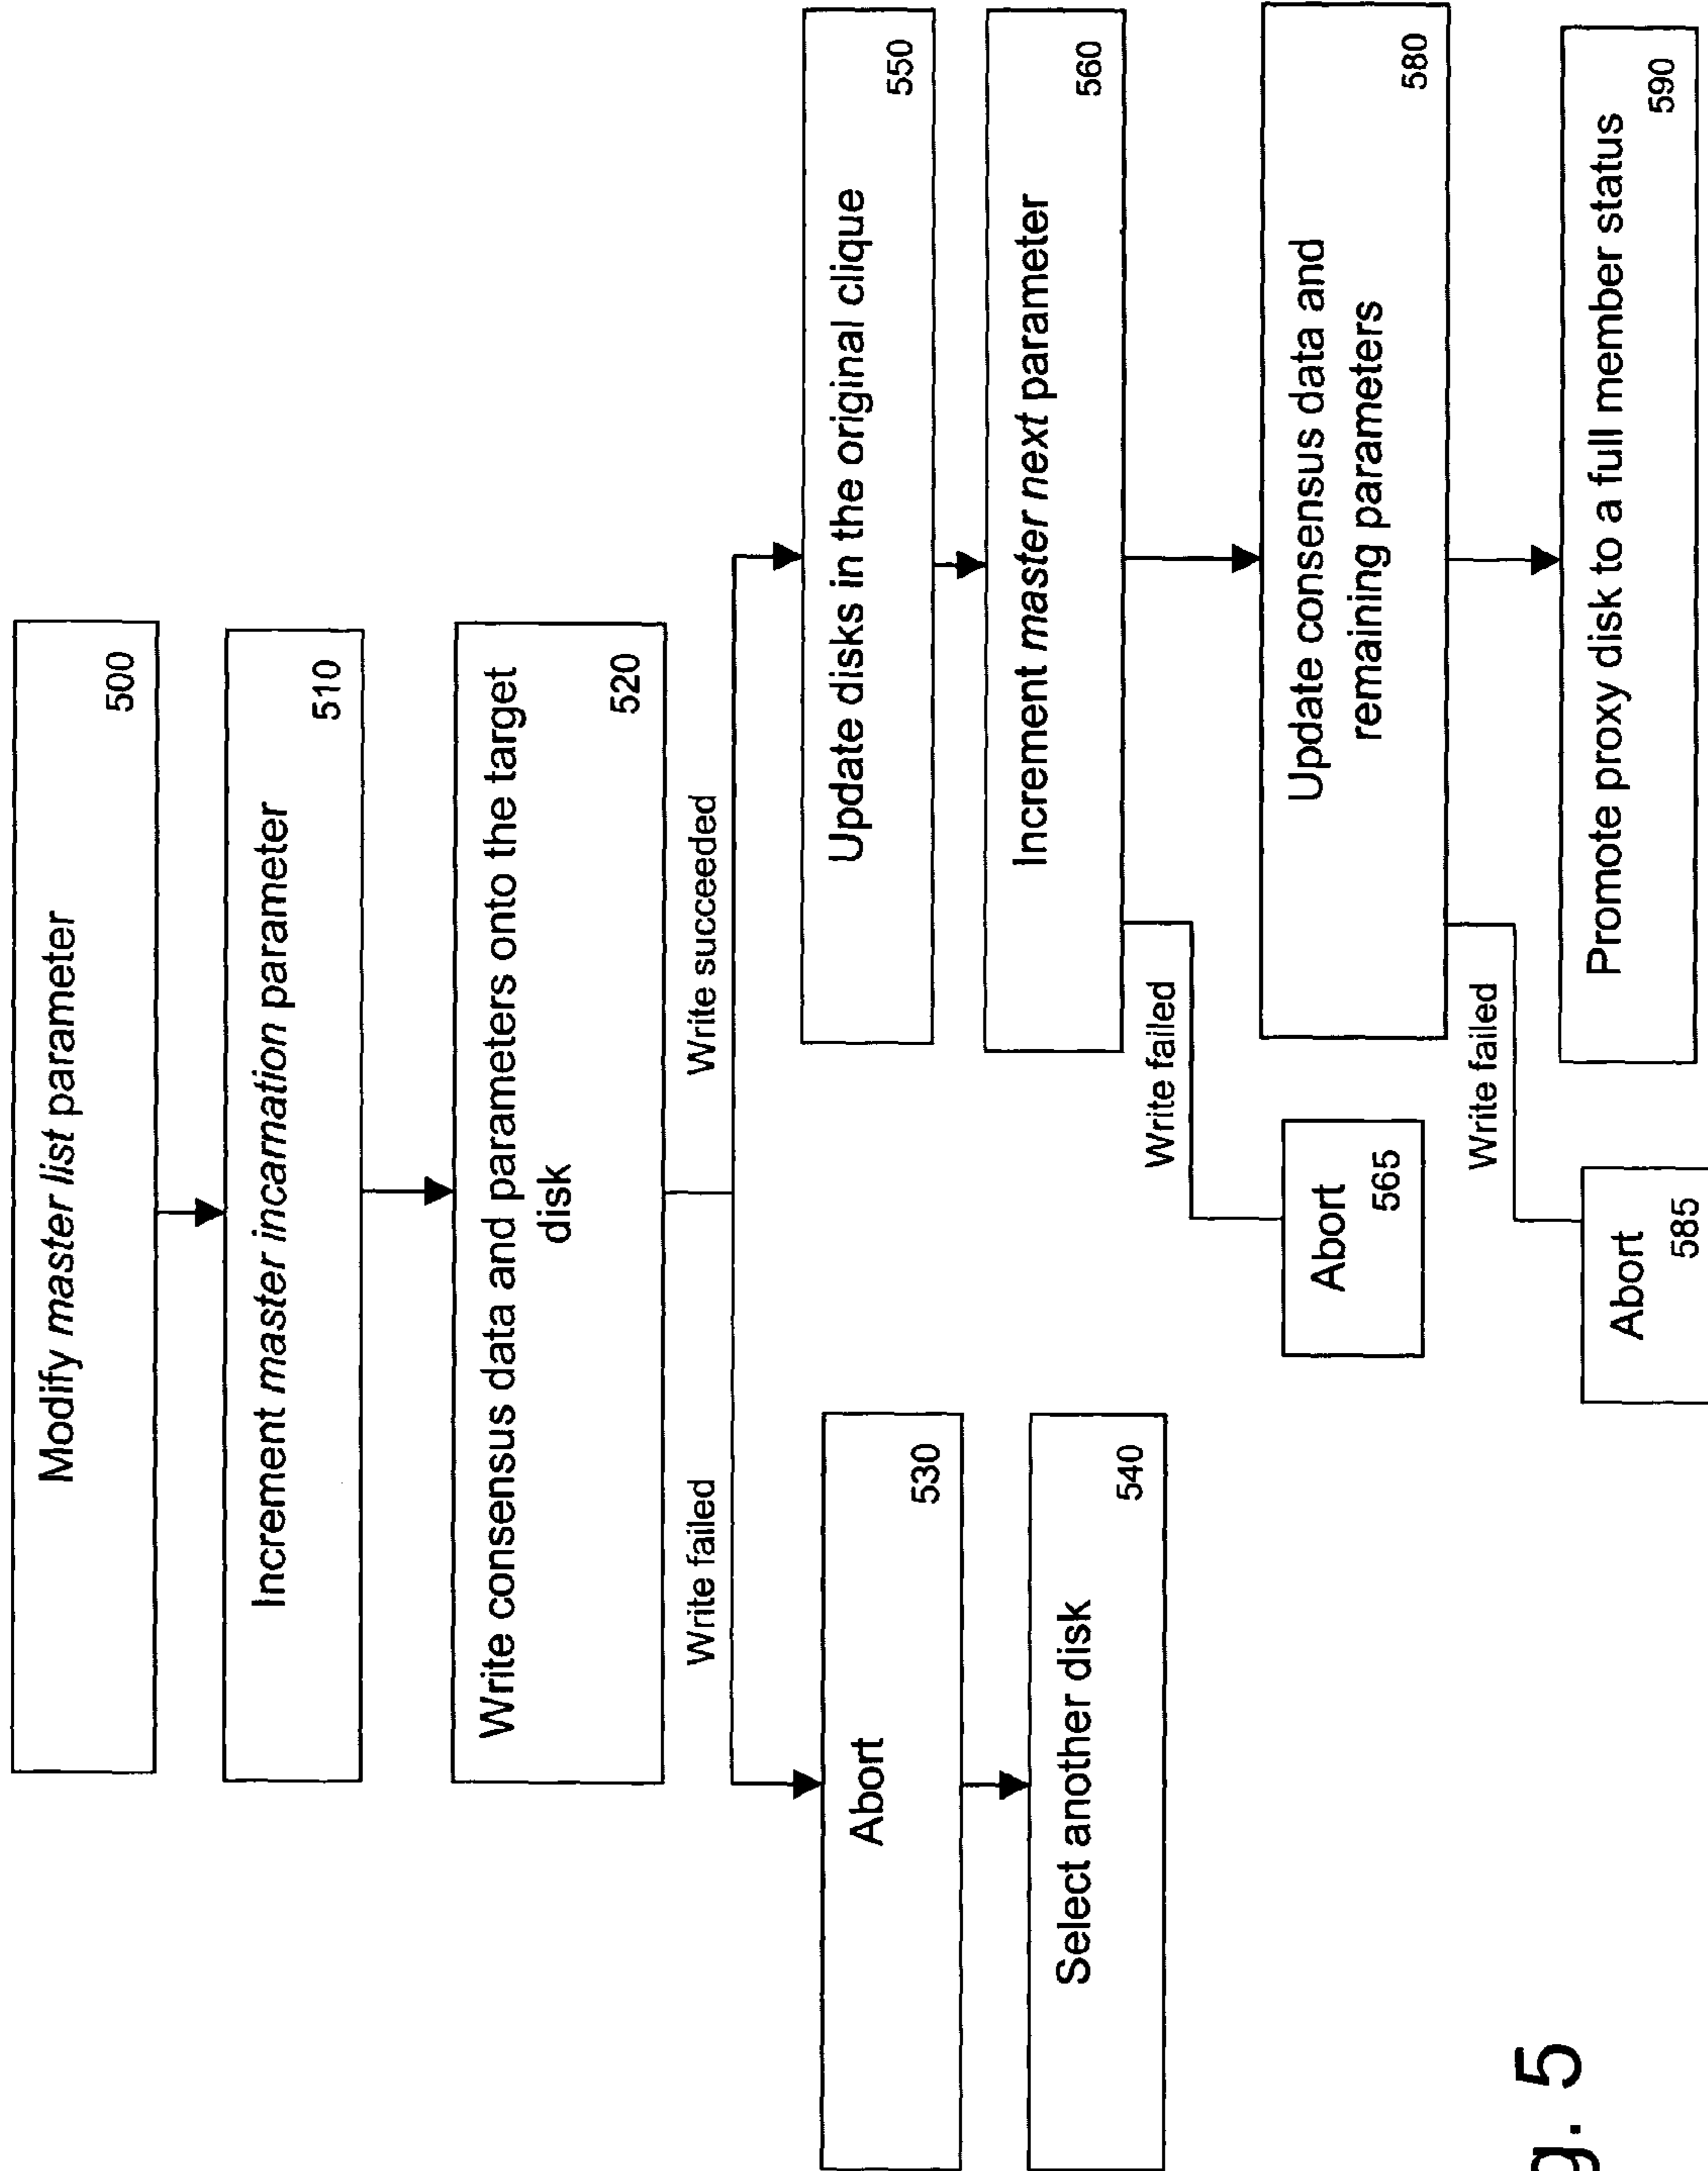 Modify master list parameter
500
Increment master incarnation parameter
510
Write consensus data and parameters onto the target
disk
520
Write failed
Write succeeded
Abort
530
Select another disk
540
Update disks in the original clique
550
Increment master next parameter
560
Write failed
Abort
565
Update consensus data and
remaining parameters
580
Write failed
Abort
585
Promote proxy disk to a full member status
590
g. 5